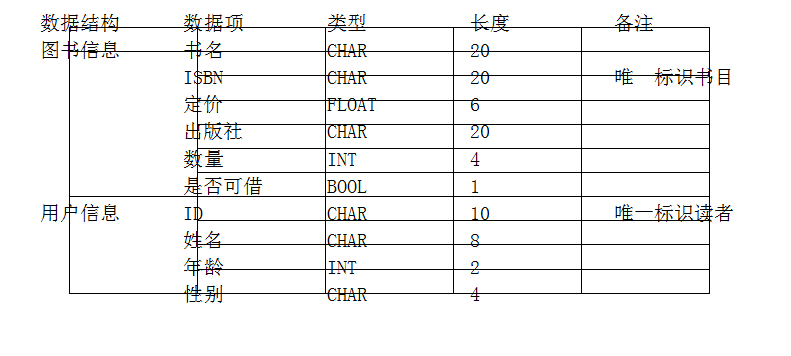 数据结构 数据项 类型 长度 备注
图书信息 书名 CHAR 20
ISBN CHAR 20 唯一标识书目
定价 FLOAT 6
出版社 CHAR 20
数量 INT 4
是否可借 BOOL 1
用户信息 ID CHAR 10 唯一标识读者
姓名 CHAR 8
年龄 INT 2
性别 CHAR 4